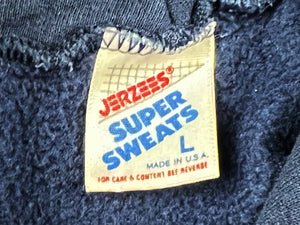 JERZEES®
SUPER
SWEATS
L
MADE IN U.S.A.
FOR CARE & CONTENT SEE REVERSE